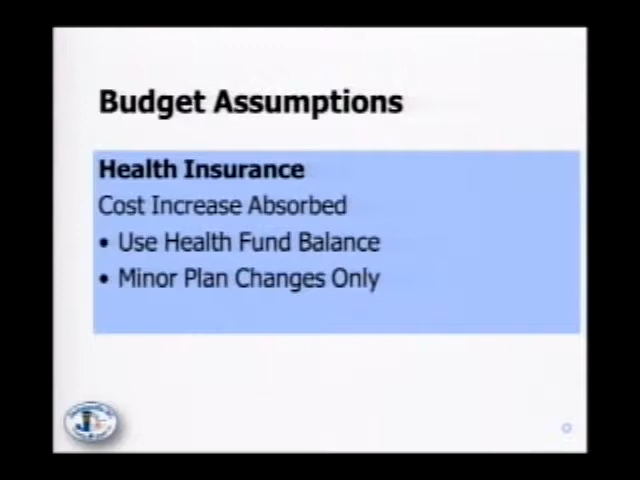 Budget Assumptions
Health Insurance
Cost Increase Absorbed
• Use Health Fund Balance
• Minor Plan Changes Only